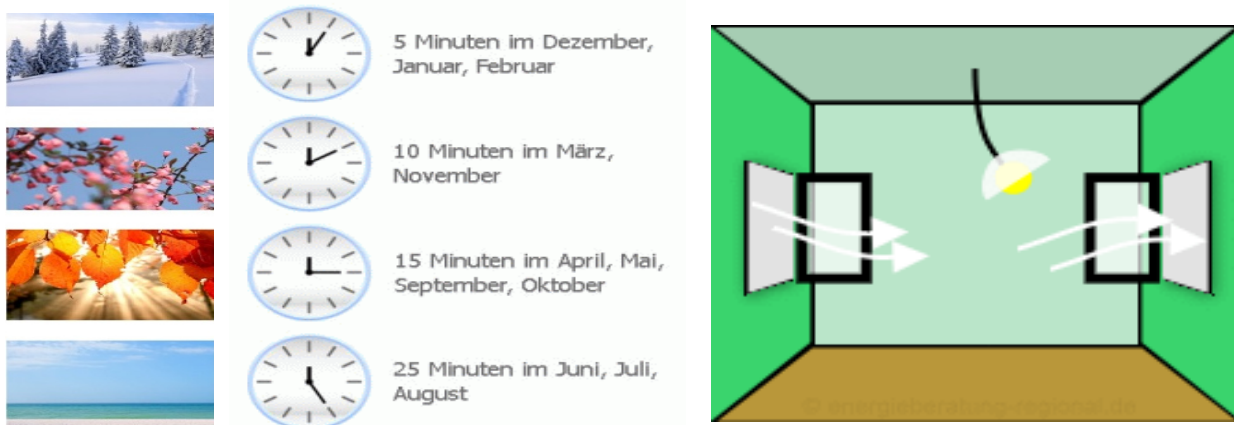 5 Minuten im Dezember,
Januar, Februar
10 Minuten im März,
November
15 Minuten im April, Mai,
September, Oktober
25 Minuten im Juni, Juli,
August
© energieberatung-regional.de